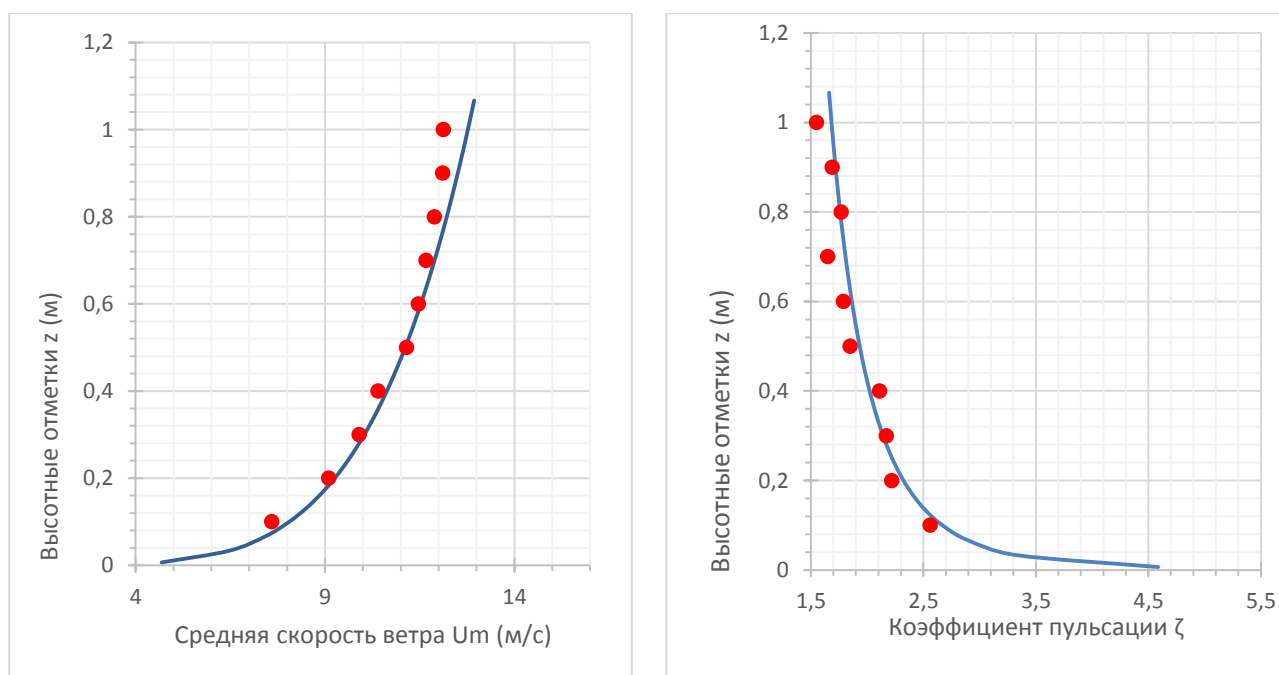 1,2
1
0,8
0,6
0,4
0,2
0
4 9 14
Высотные отметки z (м)
Средняя скорость ветра Um (м/с)
1,2
1
0,8
0,6
0,4
0,2
0
1,5 2,5 3,5 4,5 5,5
Высотные отметки z (м)
Коэффициент пульсации ζ